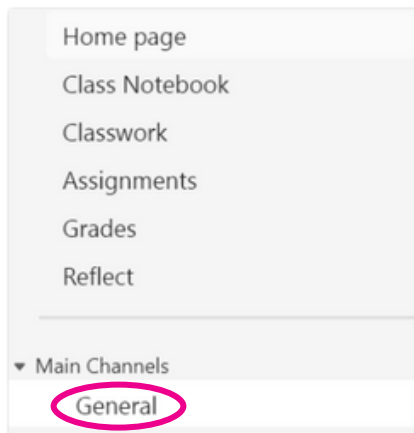 Home page
Class Notebook
Classwork
Assignments
Grades
Reflect
Main Channels
General